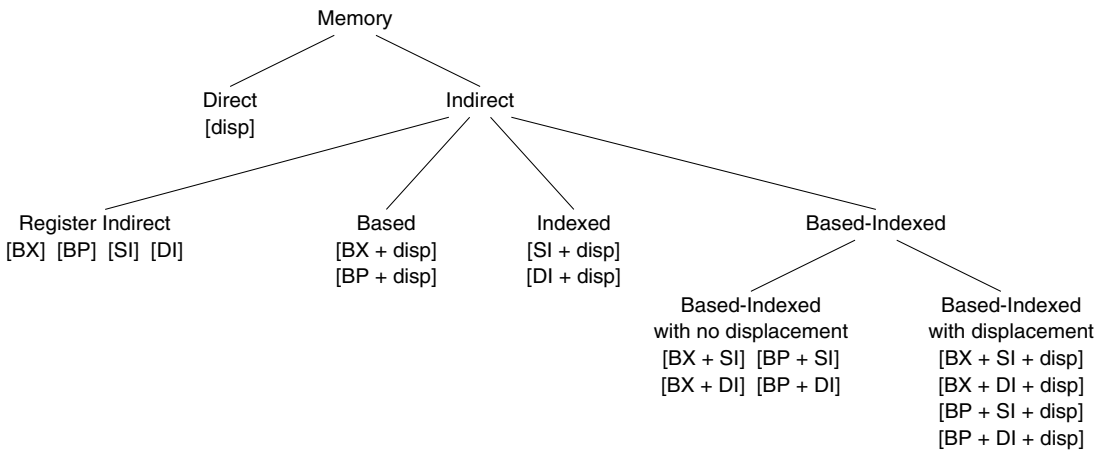 Memory
Direct
[disp]
Indirect
Register Indirect
[BX] [BP] [SI] [DI]
Based
[BX + disp]
[BP + disp]
Indexed
[SI + disp]
[DI + disp]
Based-Indexed
Based-Indexed
with no displacement
[BX + SI] [BP + SI]
[BX + DI] [BP + DI]
Based-Indexed
with displacement
[BX + SI + disp]
[BX + DI + disp]
[BP + SI + disp]
[BP + DI + disp]